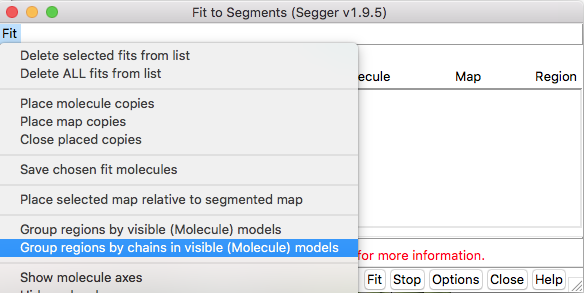 Fit to Segments (Segger v1.9.5)
Fit
Delete selected fits from list
Delete ALL fits from list
ecule Map Region
Place molecule copies
Place map copies
Close placed copies
Save chosen fit molecules
Place selected map relative to segmented map
Group regions by visible (Molecule) models
Group regions by chains in visible (Molecule) models
for more information.
Show molecule axes
Fit Stop Options Close Help